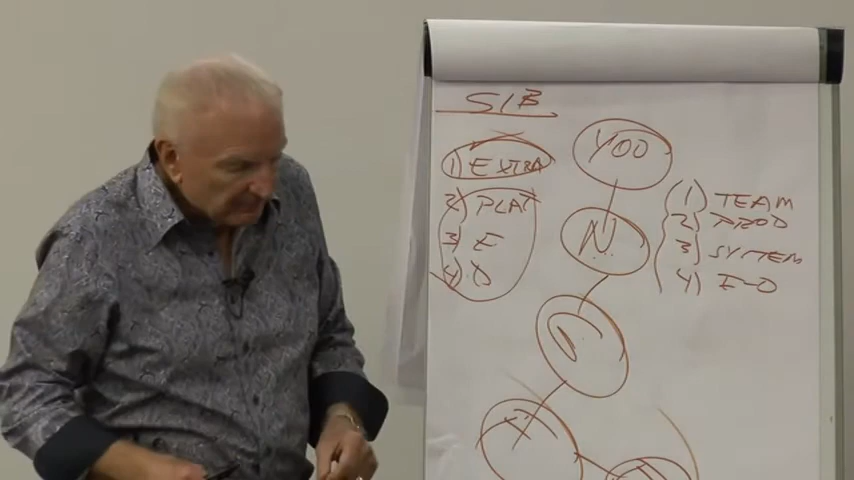 SIB
1) EXTRA
2) PLAT
3) E
4) D
YOU
N
1) TEAM
2) PROD
3) SYSTEM
4) E-D